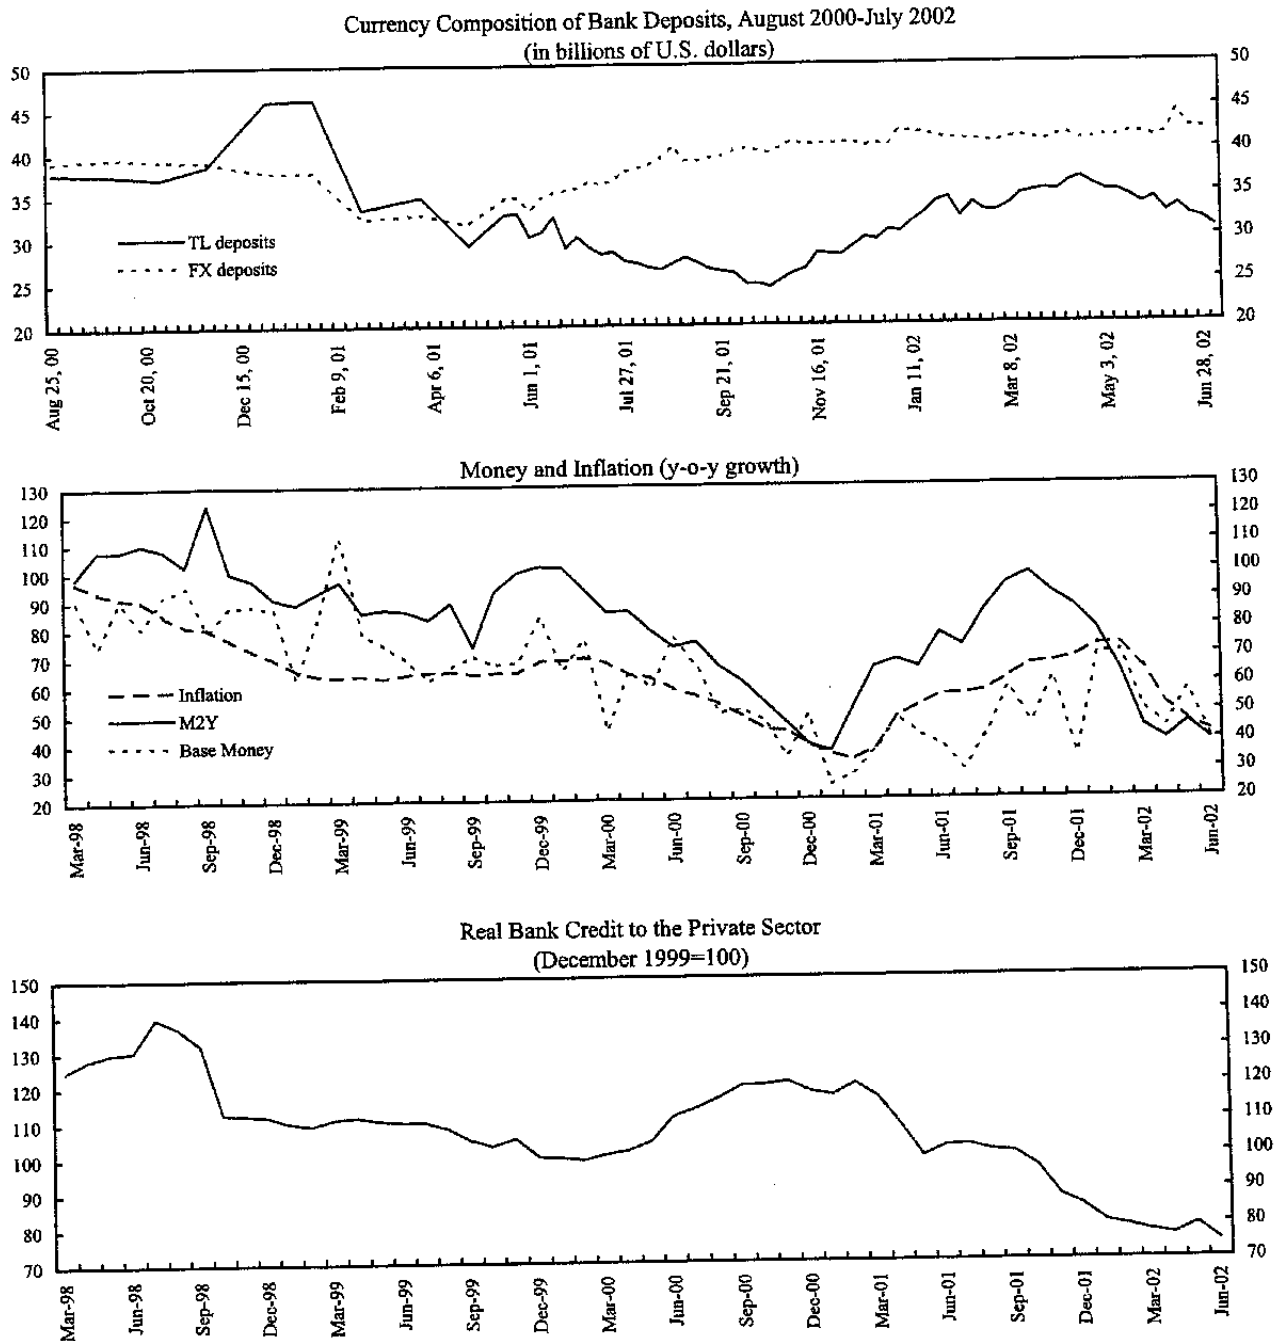 Currency Composition of Bank Deposits, August 2000-July 2002
(in billions of U.S. dollars)
50 50
45 45
40 40
35 35
30 30
25 25
20 20
TL deposits
FX deposits
Aug 25, 00 Oct 20, 00 Dec 15, 00 Feb 9, 01 Apr 6, 01 Jun 1, 01 Jul 27, 01 Sep 21, 01 Nov 16, 01 Jan 11, 02 Mar 8, 02 May 3, 02 Jun 28, 02
Money and Inflation (y-o-y growth)
130 130
120 120
110 110
100 100
90 90
80 80
70 70
60 60
50 50
40 40
30 30
20 20
Inflation
M2Y
Base Money
Mar-98 Jun-98 Sep-98 Dec-98 Mar-99 Jun-99 Sep-99 Dec-99 Mar-00 Jun-00 Sep-00 Dec-00 Mar-01 Jun-01 Sep-01 Dec-01 Mar-02 Jun-02
Real Bank Credit to the Private Sector
(December 1999=100)
150 150
140 140
130 130
120 120
110 110
100 100
90 90
80 80
70 70
Mar-98 Jun-98 Sep-98 Dec-98 Mar-99 Jun-99 Sep-99 Dec-99 Mar-00 Jun-00 Sep-00 Dec-00 Mar-01 Jun-01 Sep-01 Dec-01 Mar-02 Jun-02